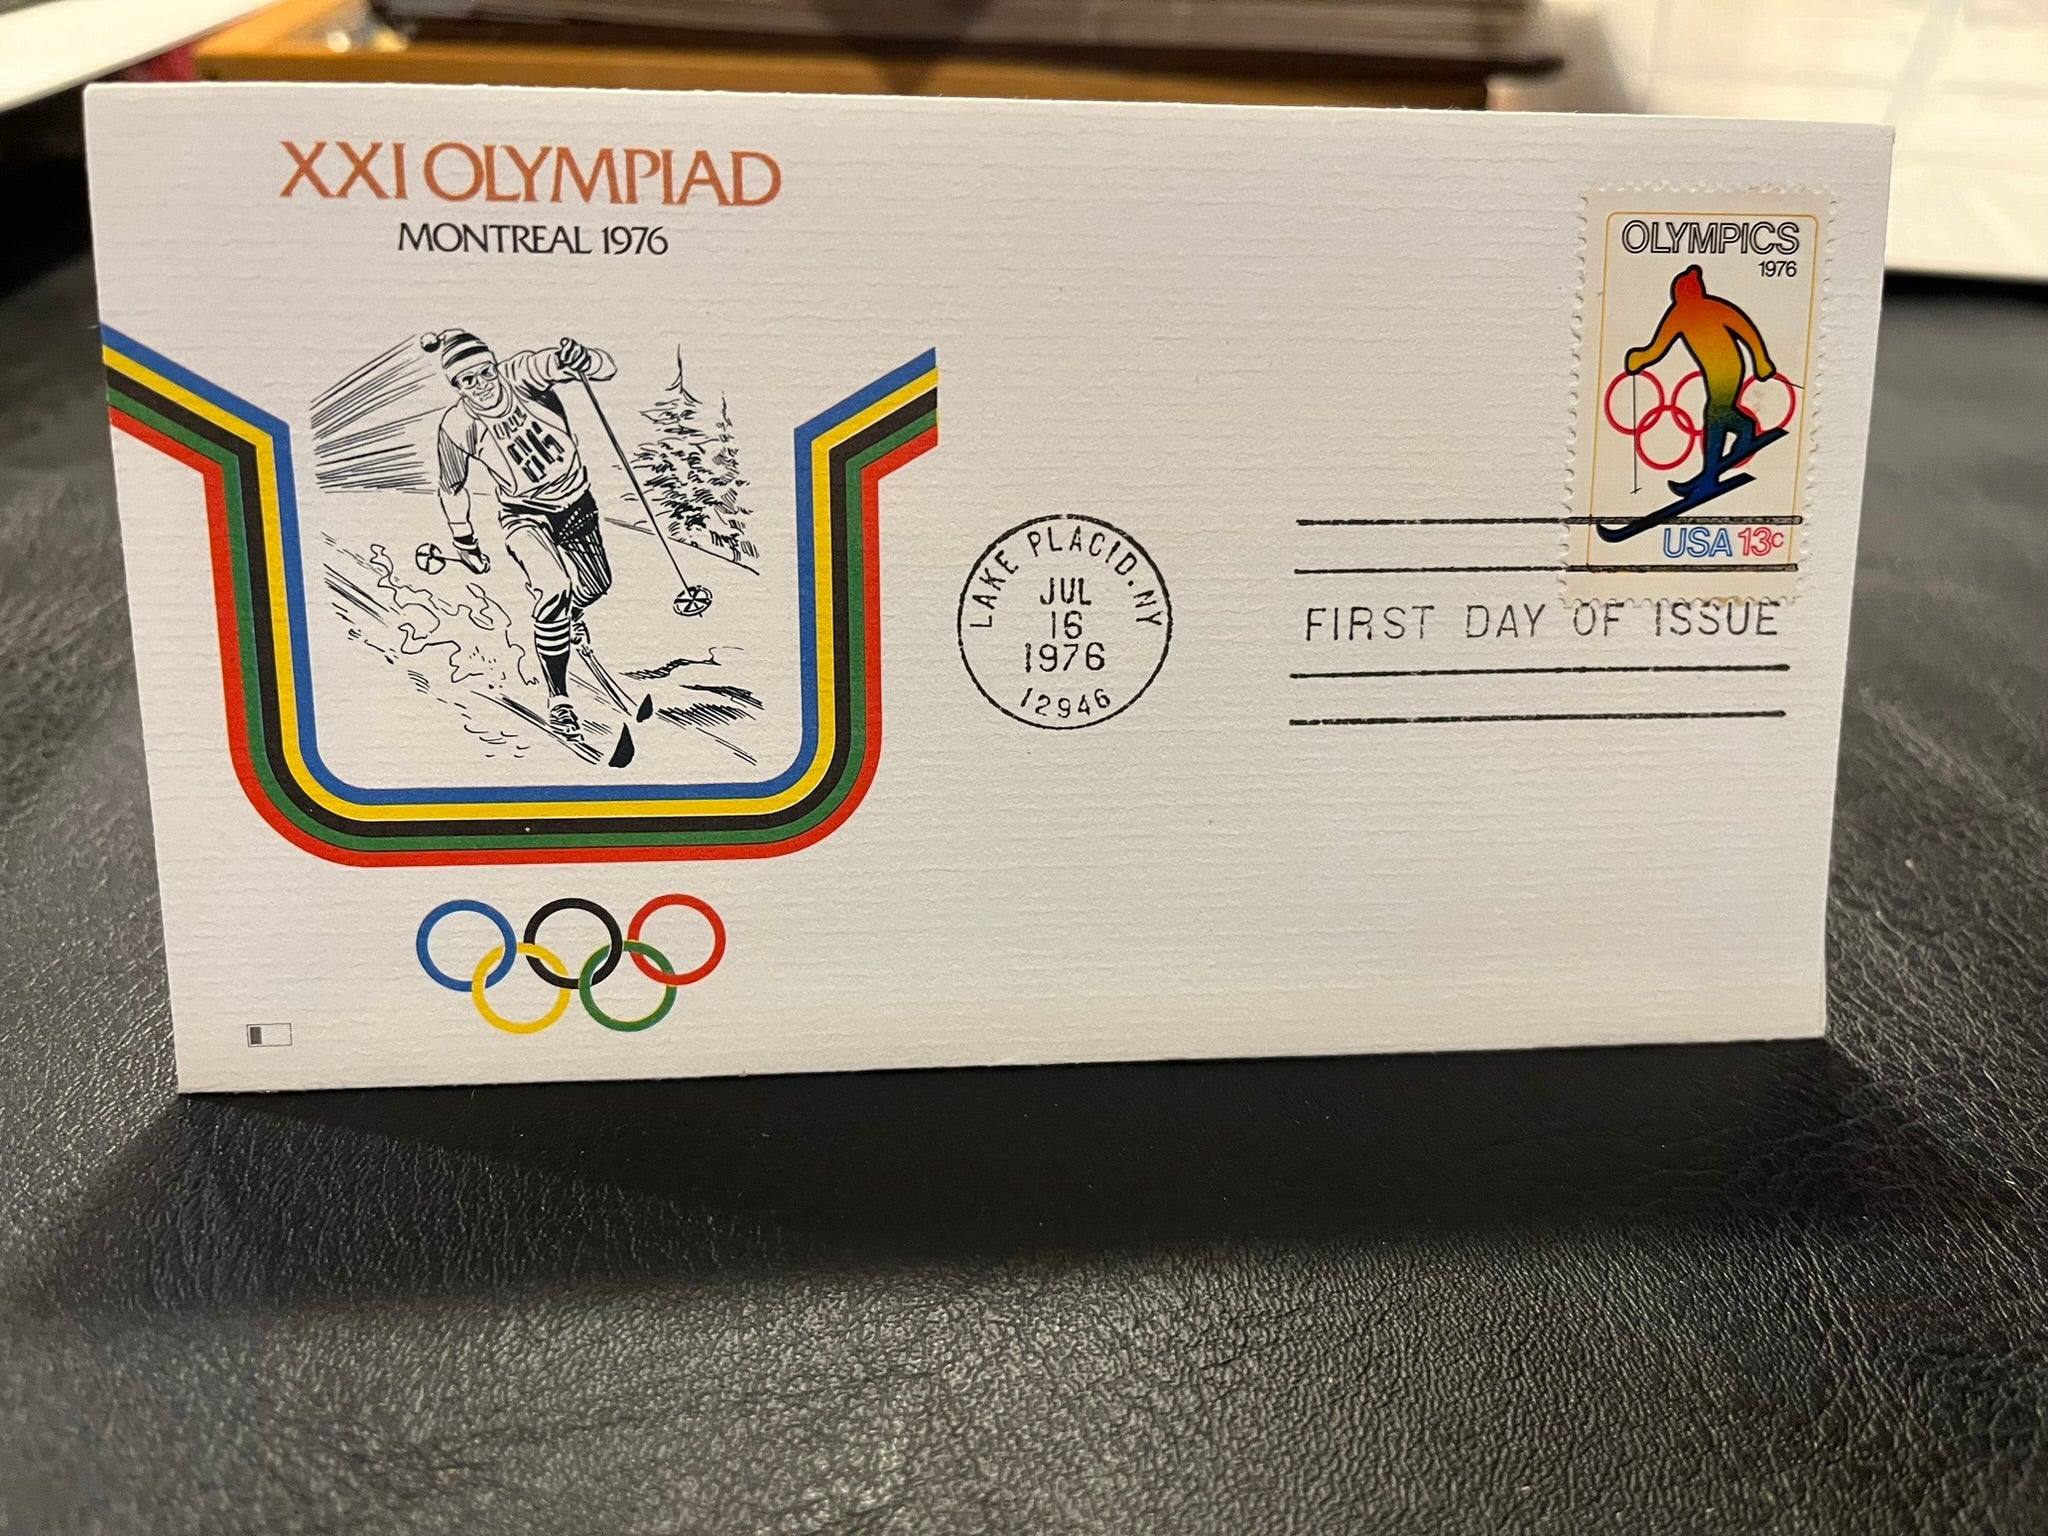 XXI OLYMPIAD
MONTREAL 1976
OLYMPICS
1976
USA 13c
LAKE PLACID, NY
JUL
16
1976
12946
FIRST DAY OF ISSUE